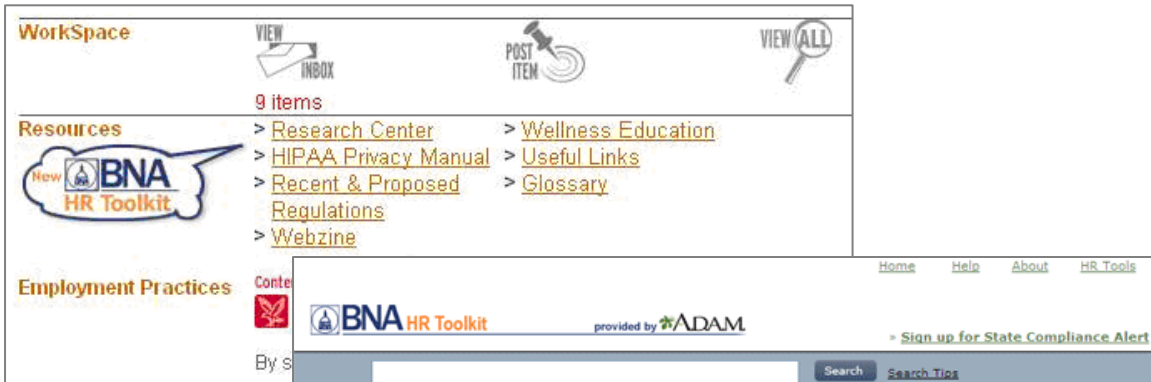 WorkSpace
VIEW
INBOX
9 items
POST
ITEM
VIEW ALL
Resources
New BNA
HR Toolkit
> Research Center
> HIPAA Privacy Manual
> Recent & Proposed
Regulations
> Webzine
> Wellness Education
> Useful Links
> Glossary
Employment Practices
By s
Home Help About HR Tools
BNA HR Toolkit provided by ADAM
» Sign up for State Compliance Alert
Search Search Tips